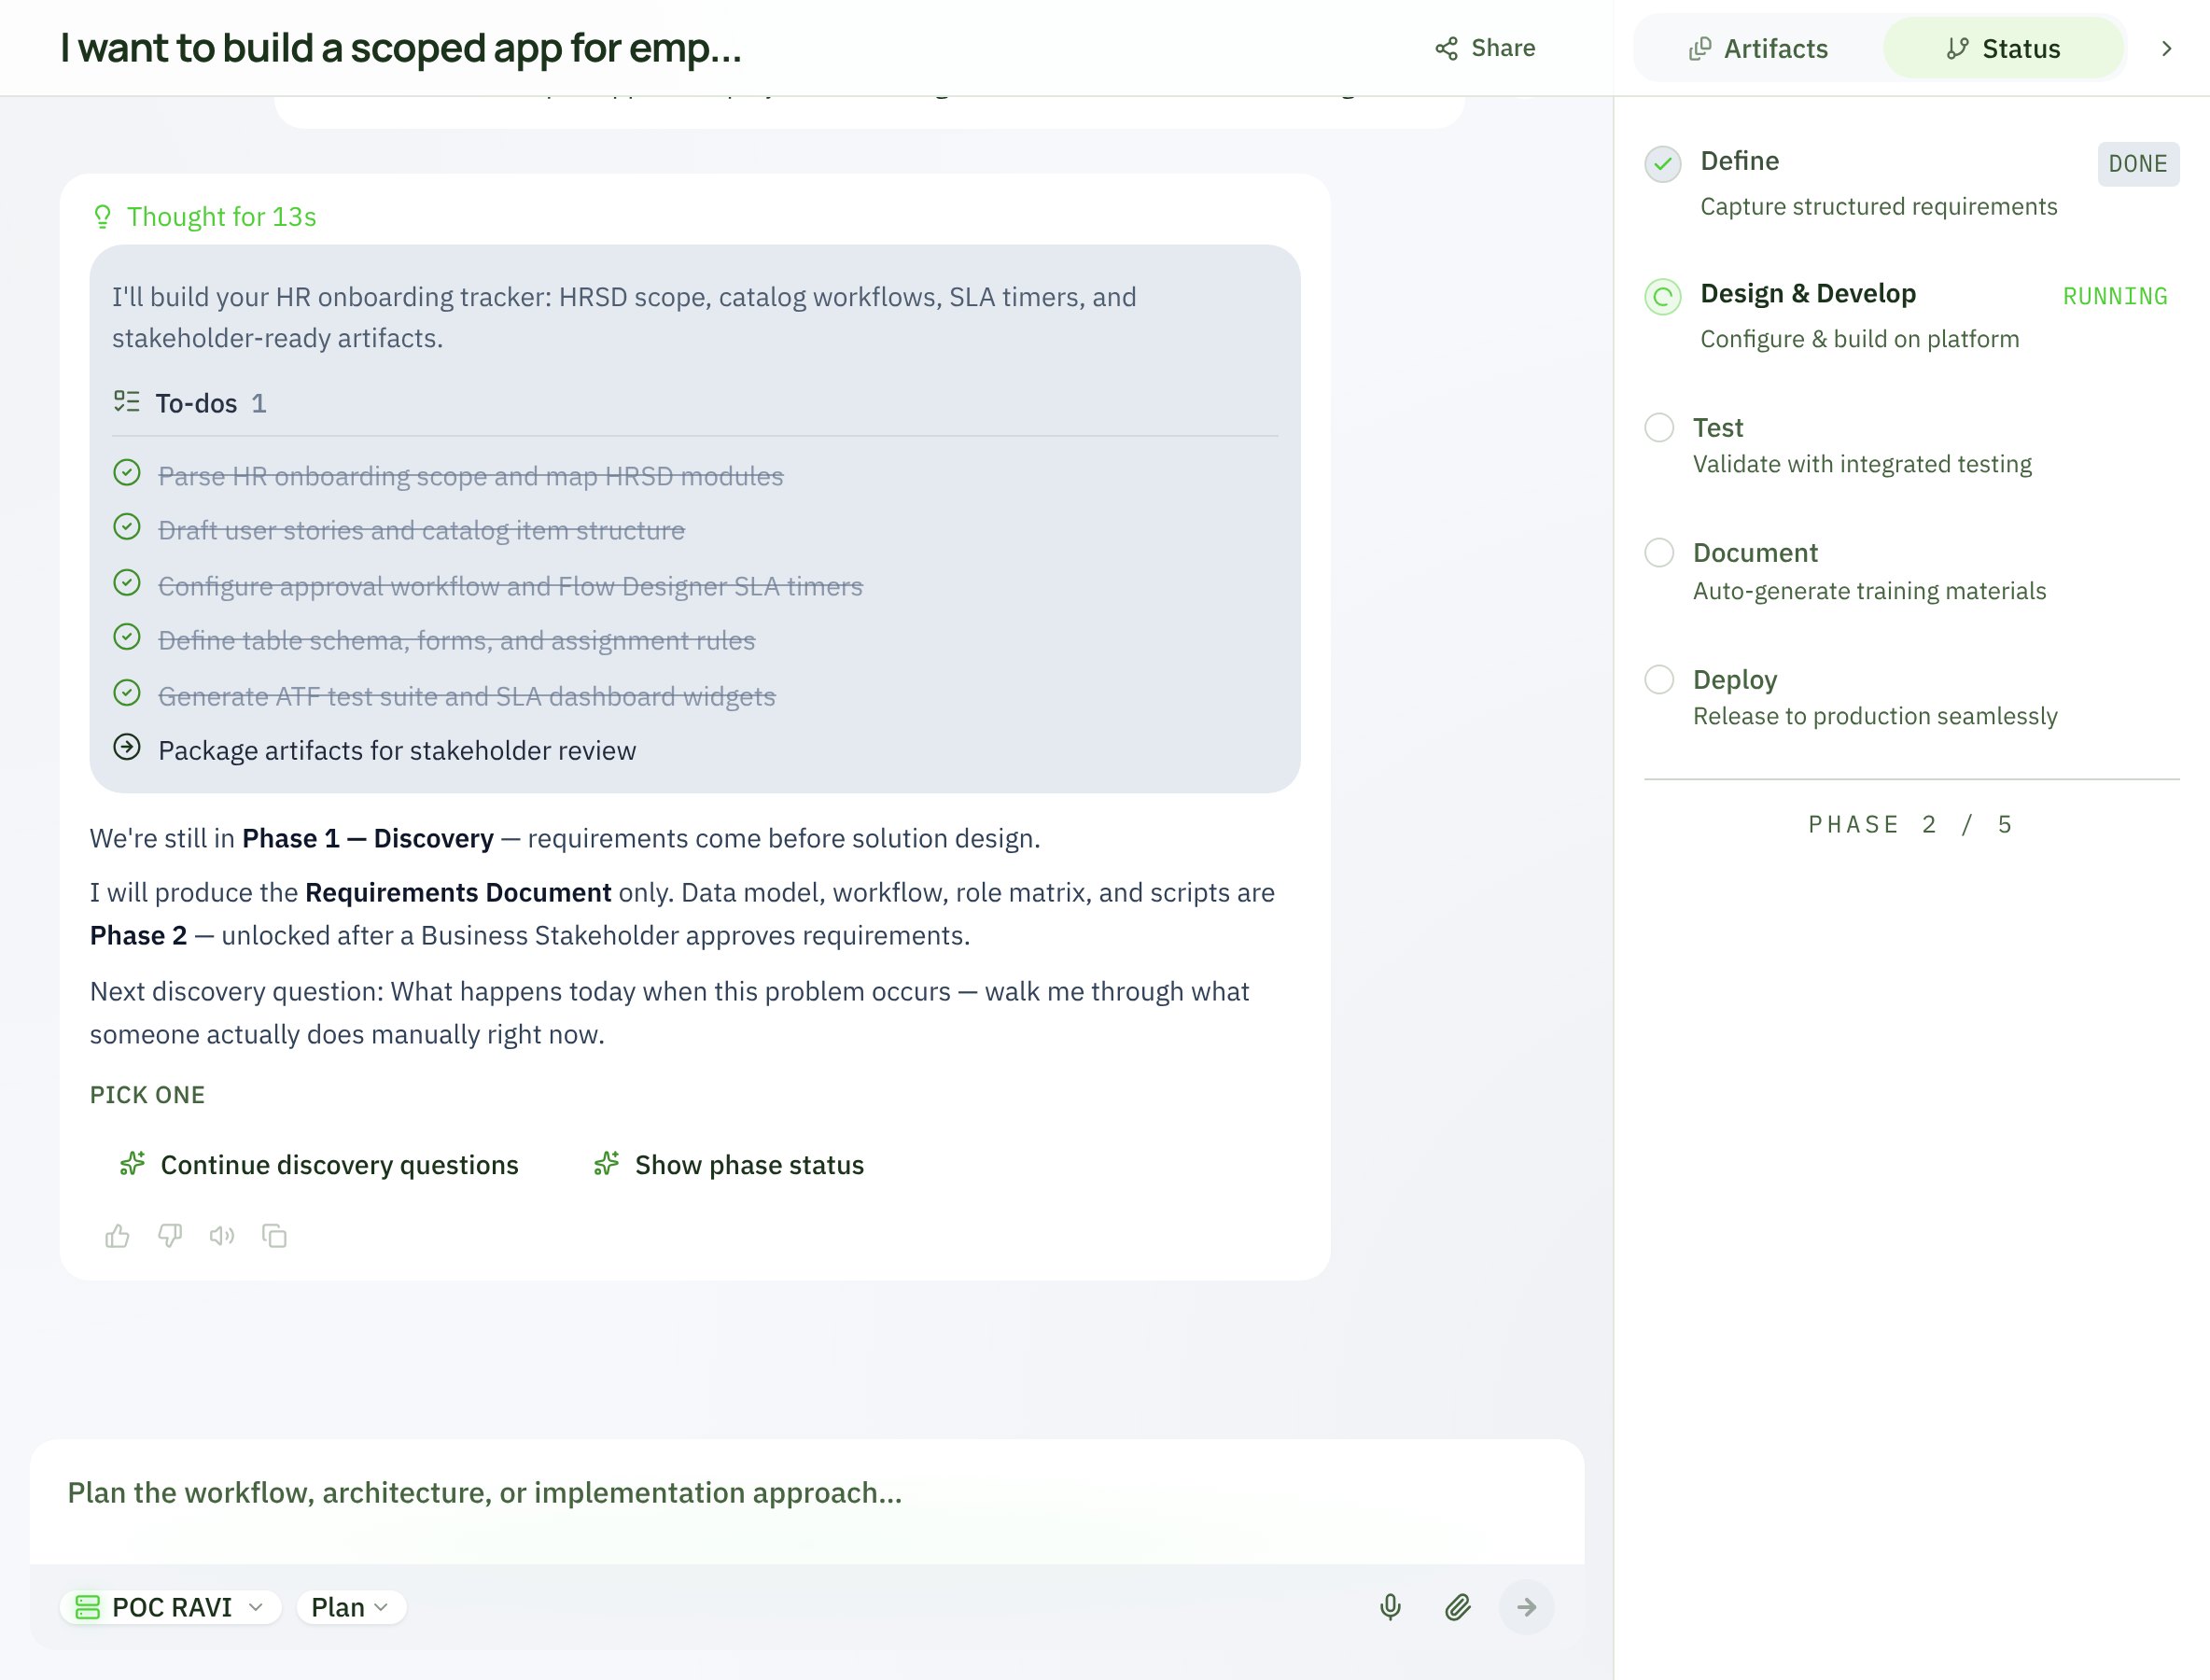 I want to build a scoped app for emp...
Share
Artifacts
Status
Thought for 13s
I'll build your HR onboarding tracker: HRSD scope, catalog workflows, SLA timers, and
stakeholder-ready artifacts.
To-dos 1
Parse HR onboarding scope and map HRSD modules
Draft user stories and catalog item structure
Configure approval workflow and Flow Designer SLA timers
Define table schema, forms, and assignment rules
Generate ATF test suite and SLA dashboard widgets
Package artifacts for stakeholder review
We're still in Phase 1 — Discovery — requirements come before solution design.
I will produce the Requirements Document only. Data model, workflow, role matrix, and scripts are
Phase 2 — unlocked after a Business Stakeholder approves requirements.
Next discovery question: What happens today when this problem occurs — walk me through what
someone actually does manually right now.
PICK ONE
Continue discovery questions
Show phase status
Plan the workflow, architecture, or implementation approach...
POC RAVI
Plan
Define
DONE
Capture structured requirements
Design & Develop
RUNNING
Configure & build on platform
Test
Validate with integrated testing
Document
Auto-generate training materials
Deploy
Release to production seamlessly
PHASE 2 / 5